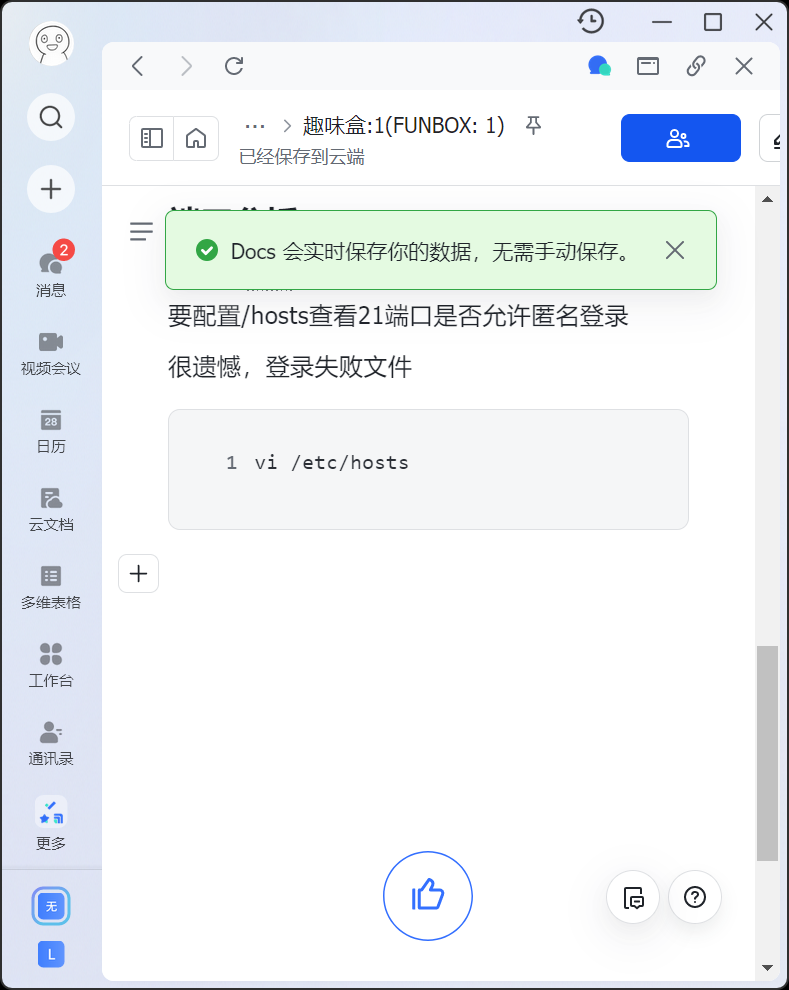 2
消息
视频会议
28
日历
云文档
多维表格
工作台
通讯录
更多
无
L
··· > 趣味盒:1(FUNBOX: 1)
已经保存到云端
Docs 会实时保存你的数据，无需手动保存。
要配置/hosts查看21端口是否允许匿名登录
很遗憾，登录失败文件
1 vi /etc/hosts